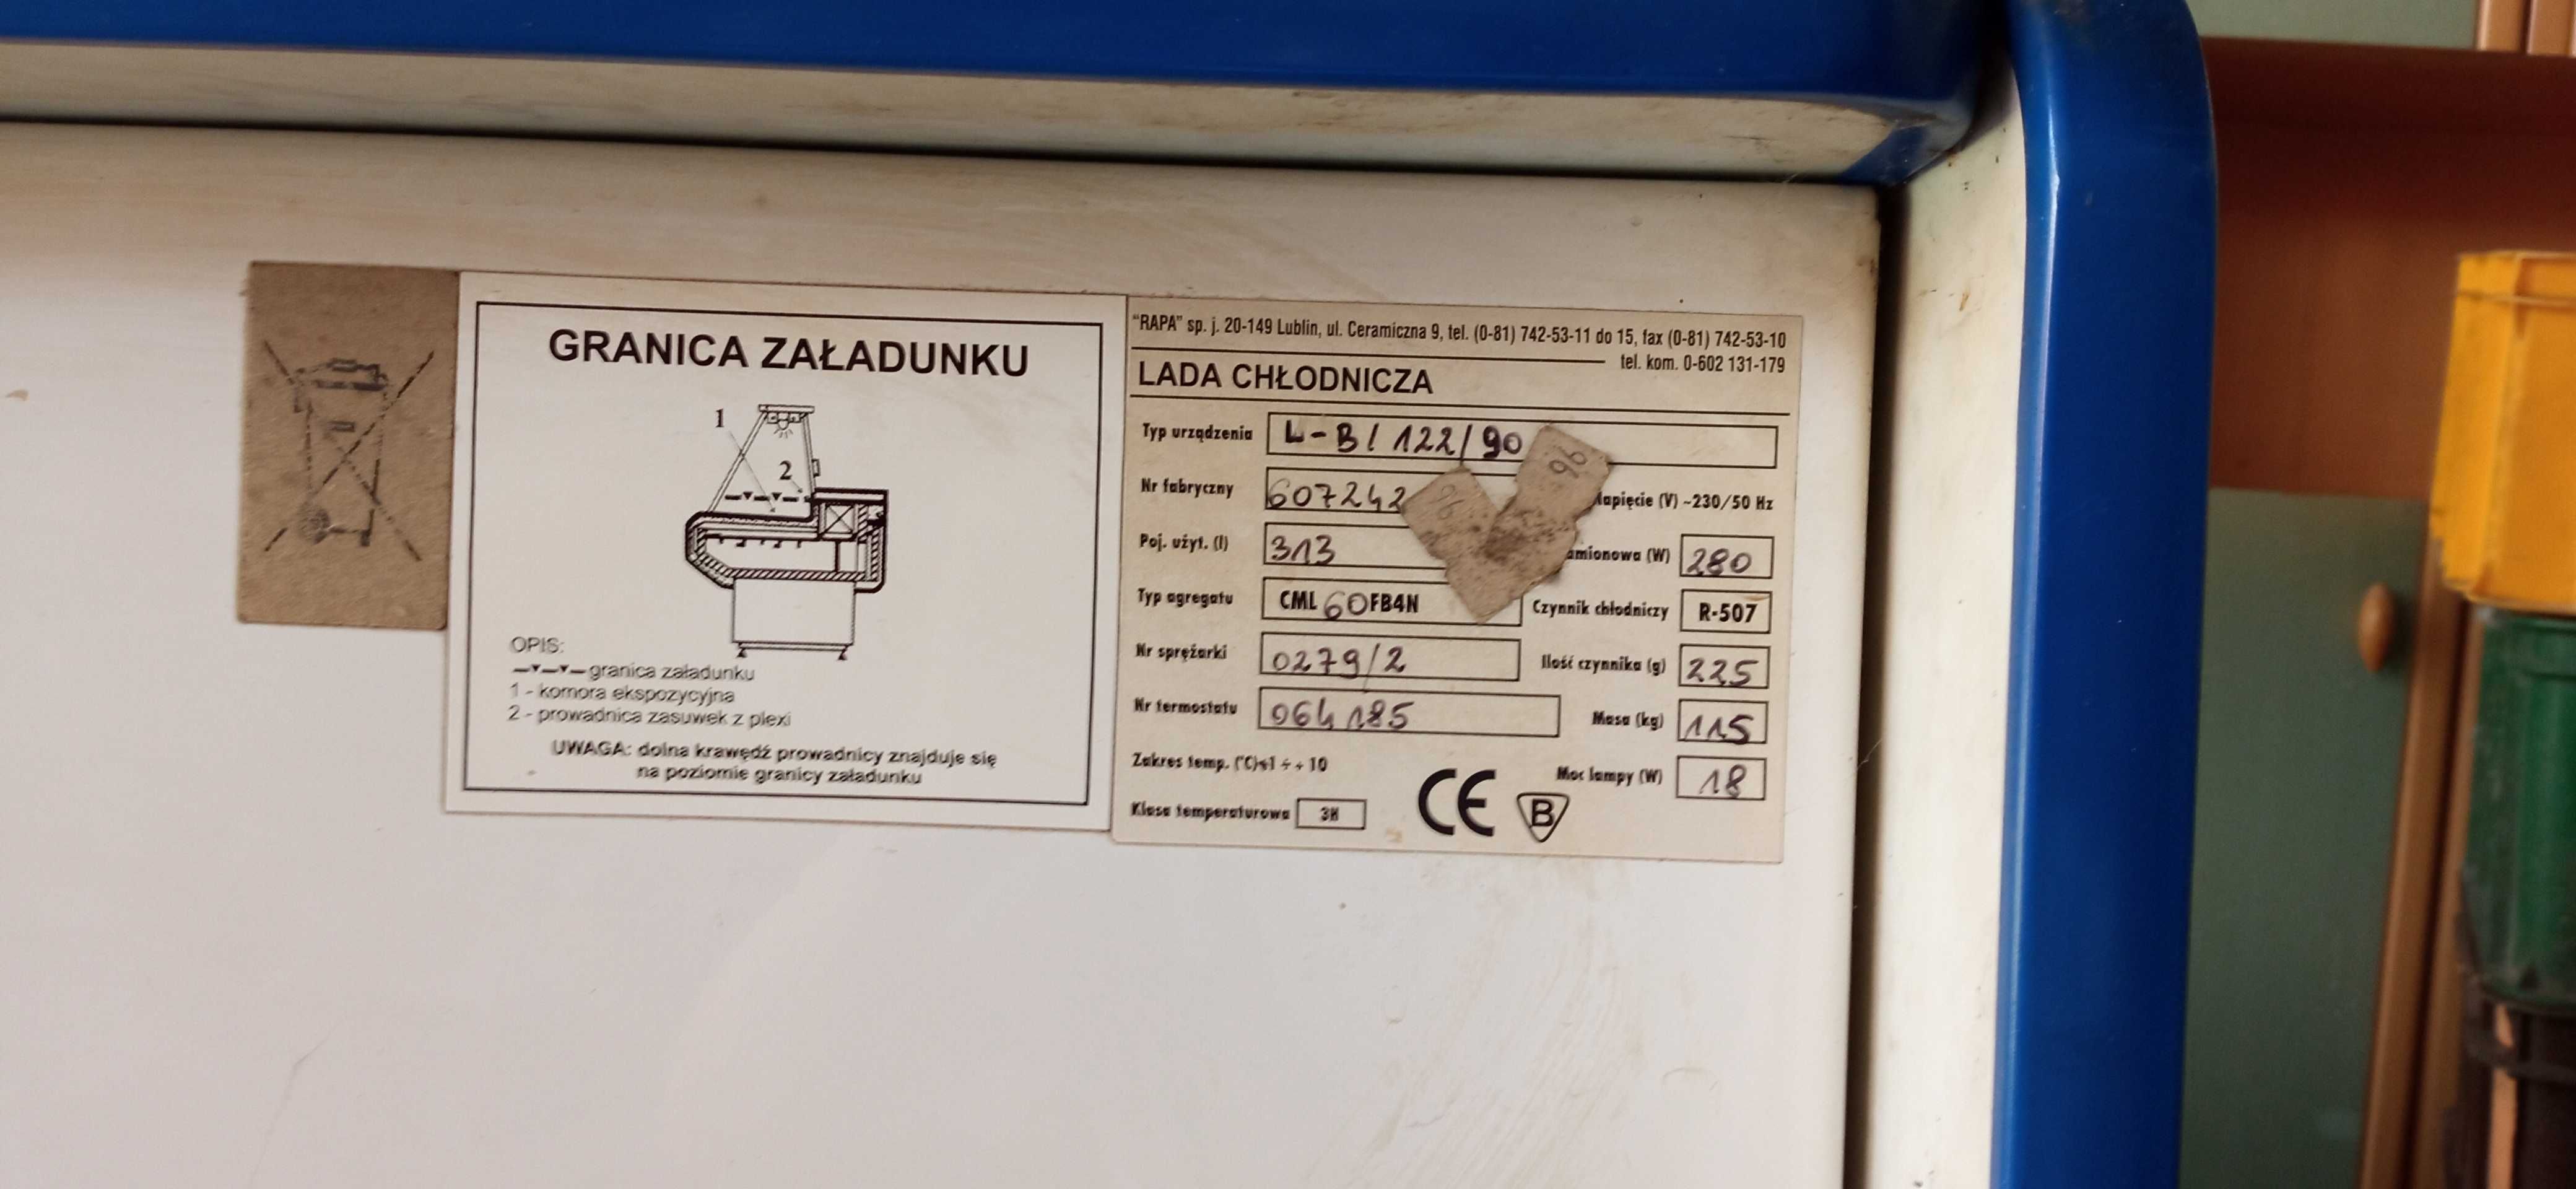 GRANICA ZAŁADUNKU
1
2
OPIS:
granica załadunku
1 - komora ekspozycyjna
2 - prowadnica zasuwek z plexi
UWAGA: dolna krawędź prowadnicy znajduje się
na poziomie granicy załadunku
"RAPA" sp. j. 20-149 Lublin, ul. Ceramiczna 9, tel. (0-81) 742-53-11 do 15, fax (0-81) 742-53-10
tel. kom. 0-602 131-179
LADA CHŁODNICZA
Typ urządzenia L-B/122/90
Nr fabryczny 607242 Napięcie (V) ~230/50 Hz
Poj. użyt. (l) 313 (W) 280
Typ agregatu CML 60 FB4N Czynnik chłodniczy R-507
Nr sprężarki 0279/2 Ilość czynnika (g) 225
Nr termostatu 064185 Masa (kg) 115
Zakres temp. (°C)+1 ÷ + 10 Moc lampy (W) 18
Klasa temperaturowa 3H CE B
96
96